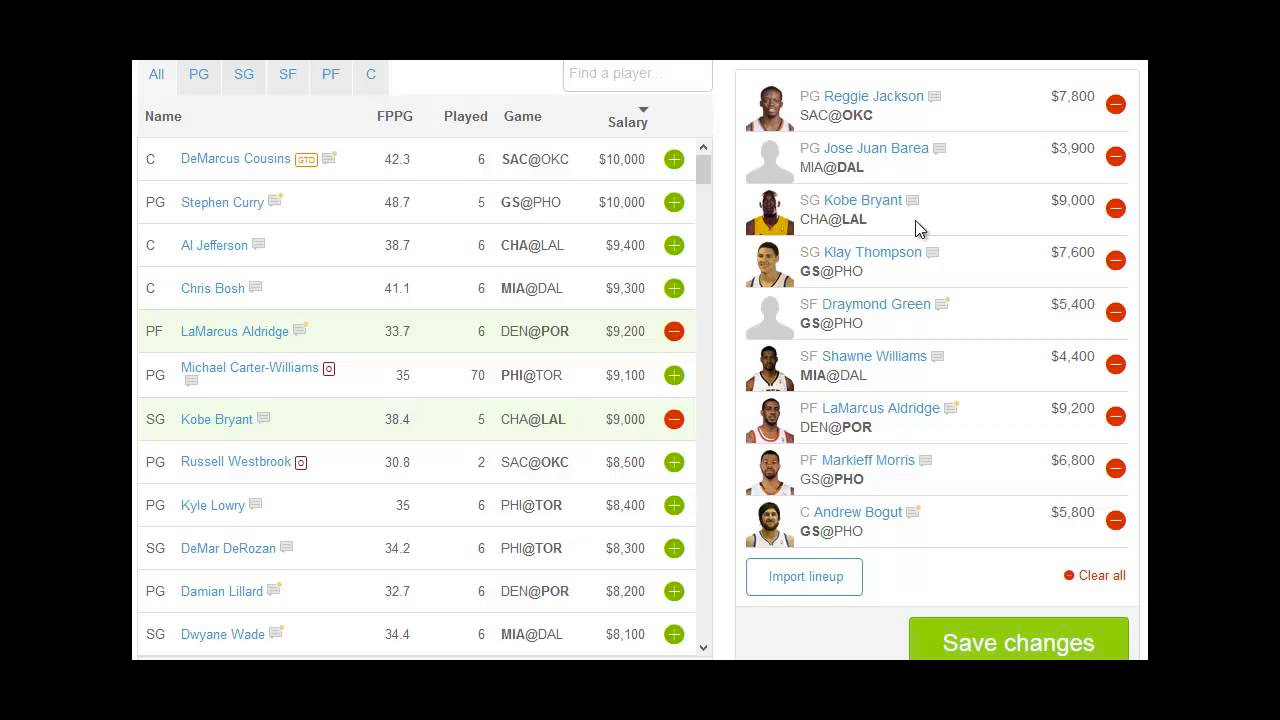 All PG SG SF PF C
Find a player...
Name FPPG Played Game Salary
C DeMarcus Cousins GTD 42.3 6 SAC@OKC $10,000
PG Stephen Curry 48.7 5 GS@PHO $10,000
C Al Jefferson 38.7 6 CHA@LAL $9,400
C Chris Bosh 41.1 6 MIA@DAL $9,300
PF LaMarcus Aldridge 33.7 6 DEN@POR $9,200
PG Michael Carter-Williams O 35 70 PHI@TOR $9,100
SG Kobe Bryant 38.4 5 CHA@LAL $9,000
PG Russell Westbrook O 30.8 2 SAC@OKC $8,500
PG Kyle Lowry 35 6 PHI@TOR $8,400
SG DeMar DeRozan 34.2 6 PHI@TOR $8,300
PG Damian Lillard 32.7 6 DEN@POR $8,200
SG Dwyane Wade 34.4 6 MIA@DAL $8,100
PG Reggie Jackson $7,800
SAC@OKC
PG Jose Juan Barea $3,900
MIA@DAL
SG Kobe Bryant $9,000
CHA@LAL
SG Klay Thompson $7,600
GS@PHO
SF Draymond Green $5,400
GS@PHO
SF Shawne Williams $4,400
MIA@DAL
PF LaMarcus Aldridge $9,200
DEN@POR
PF Markieff Morris $6,800
GS@PHO
C Andrew Bogut $5,800
GS@PHO
Import lineup
Clear all
Save changes